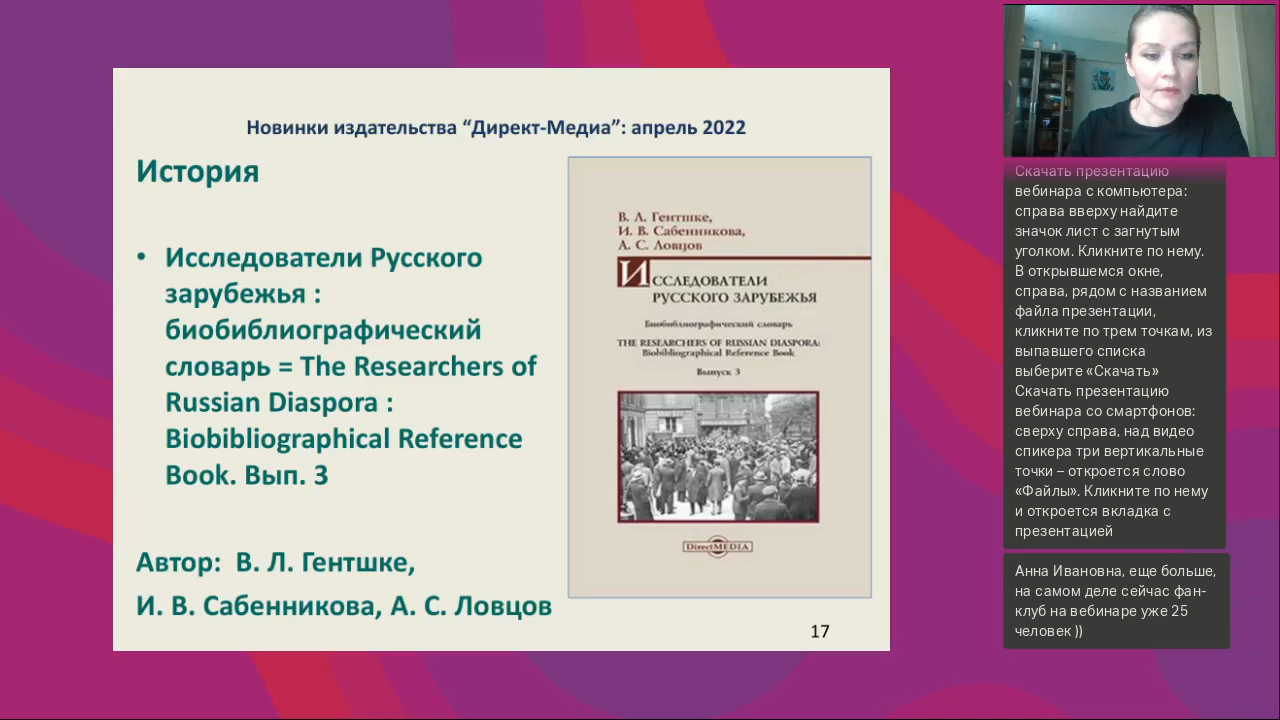 Новинки издательства “Директ-Медиа”: апрель 2022
История
• Исследователи Русского
зарубежья :
биобиблиографический
словарь = The Researchers of
Russian Diaspora :
Biobibliographical Reference
Book. Вып. 3
Автор:  В. Л. Гентшке,
И. В. Сабенникова, А. С. Ловцов
В. Л. Гентшке,
И. В. Сабенникова,
А. С. Ловцов
ИССЛЕДОВАТЕЛИ
РУССКОГО ЗАРУБЕЖЬЯ
Биобиблиографический словарь
THE RESEARCHERS OF RUSSIAN DIASPORA:
Biobibliographical Reference Book
Выпуск 3
DirectMEDIA
17
Скачать презентацию
вебинара с компьютера:
справа вверху найдите
значок лист с загнутым
уголком. Кликните по нему.
В открывшемся окне,
справа, рядом с названием
файла презентации,
кликните по трем точкам, из
выпавшего списка
выберите «Скачать»
Скачать презентацию
вебинара со смартфонов:
сверху справа, над видео
спикера три вертикальные
точки – откроется слово
«Файлы». Кликните по нему
и откроется вкладка с
презентацией
Анна Ивановна, еще больше,
на самом деле сейчас фан-
клуб на вебинаре уже 25
человек ))